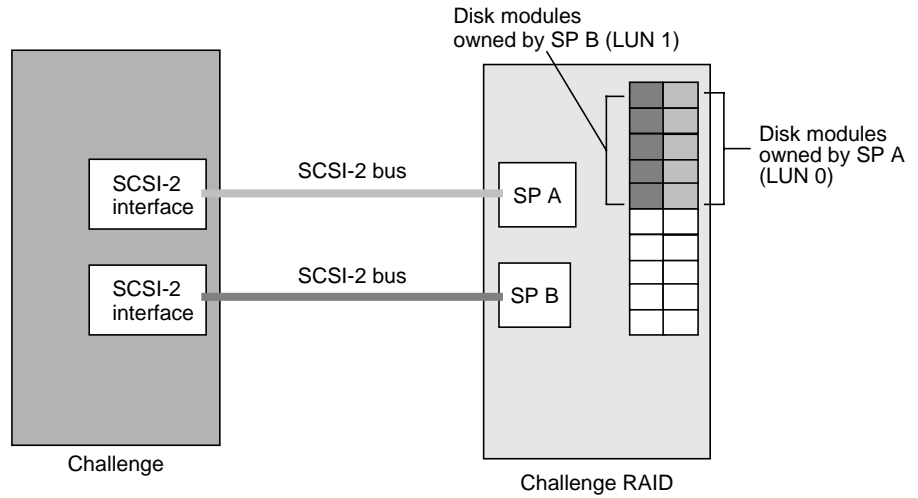 Disk modules
owned by SP B (LUN 1)
Disk modules
owned by SP A
(LUN 0)
SCSI-2
interface
SCSI-2 bus
SP A
SCSI-2
interface
SCSI-2 bus
SP B
Challenge
Challenge RAID